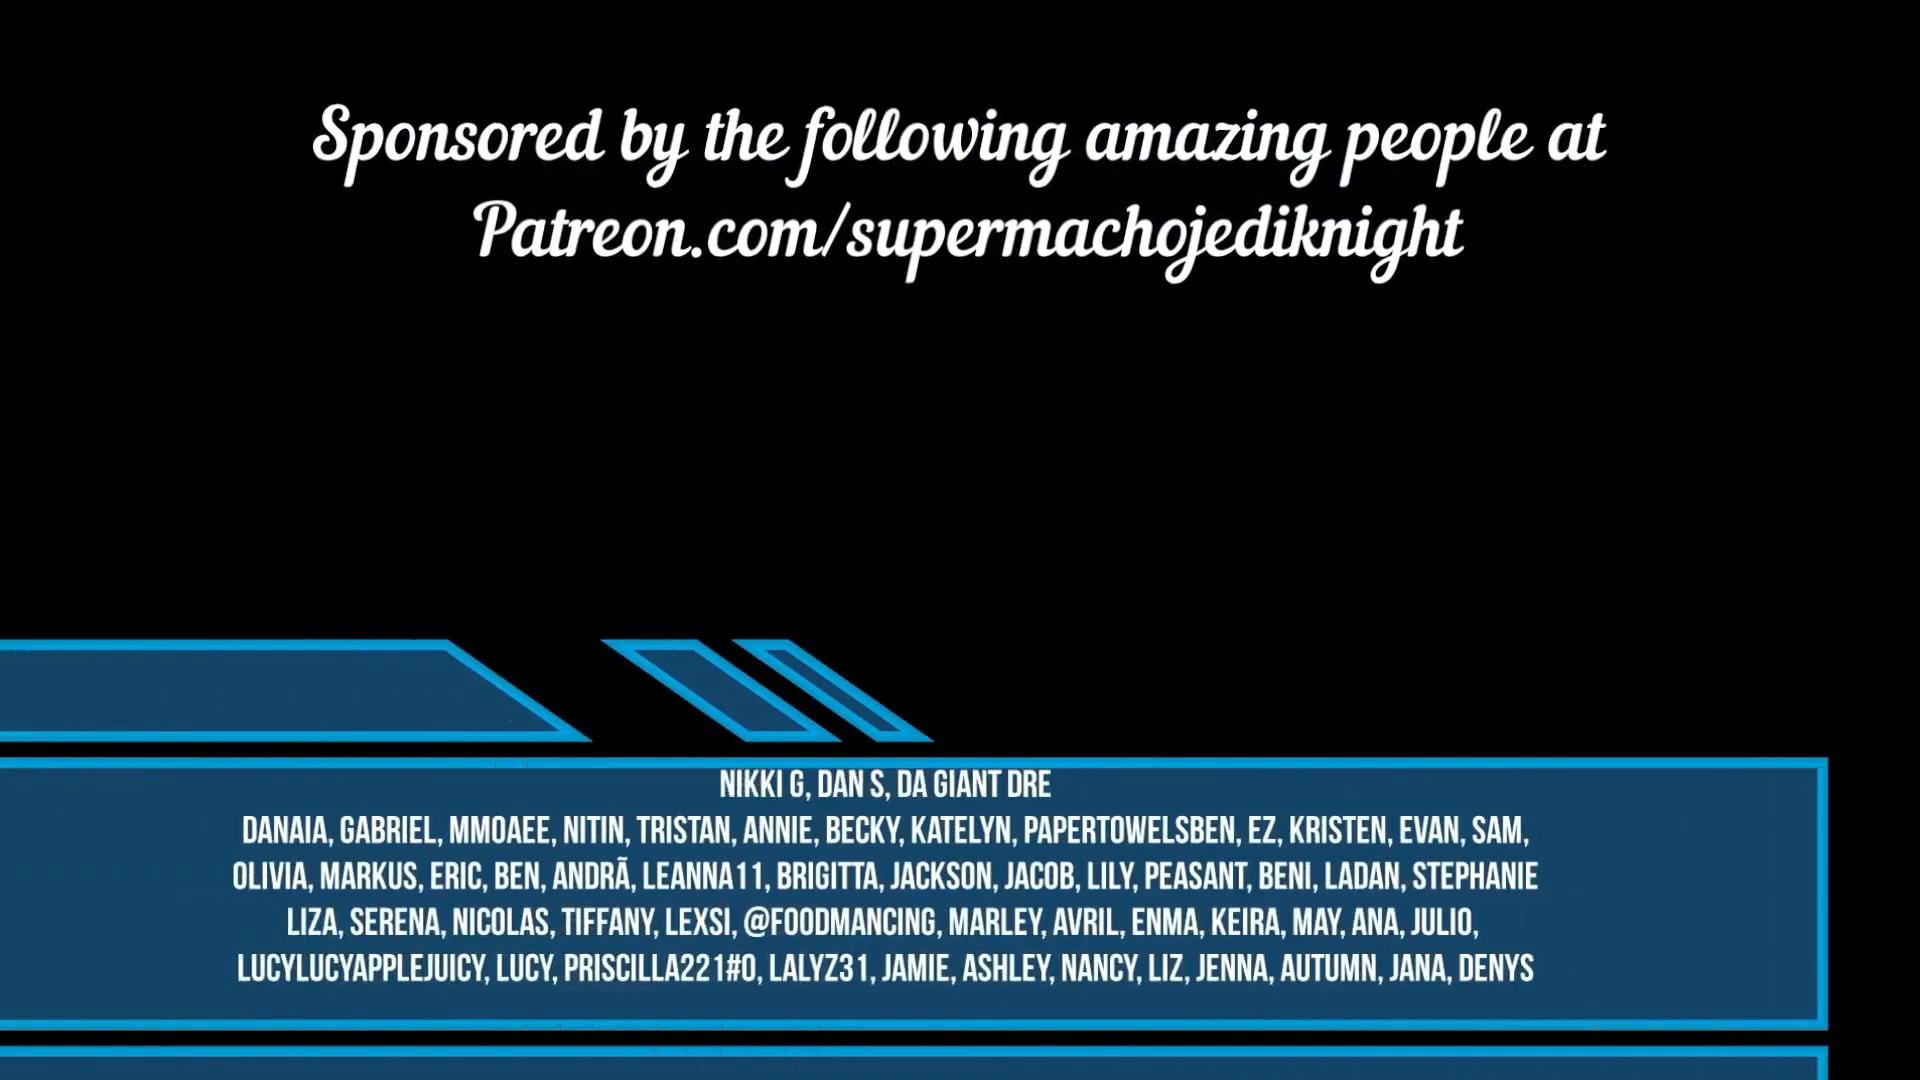 Sponsored by the following amazing people at
Patreon.com/supermachojediknight
NIKKI G, DAN S, DA GIANT DRE
DANAIA, GABRIEL, MMOAEE, NITIN, TRISTAN, ANNIE, BECKY, KATELYN, PAPERTOWELSBEN, EZ, KRISTEN, EVAN, SAM,
OLIVIA, MARKUS, ERIC, BEN, ANDRÃ, LEANNA11, BRIGITTA, JACKSON, JACOB, LILY, PEASANT, BENI, LADAN, STEPHANIE
LIZA, SERENA, NICOLAS, TIFFANY, LEXSI, @FOODMANCING, MARLEY, AVRIL, ENMA, KEIRA, MAY, ANA, JULIO,
LUCYLUCYAPPLEJUICY, LUCY, PRISCILLA221#0, LALYZ31, JAMIE, ASHLEY, NANCY, LIZ, JENNA, AUTUMN, JANA, DENYS